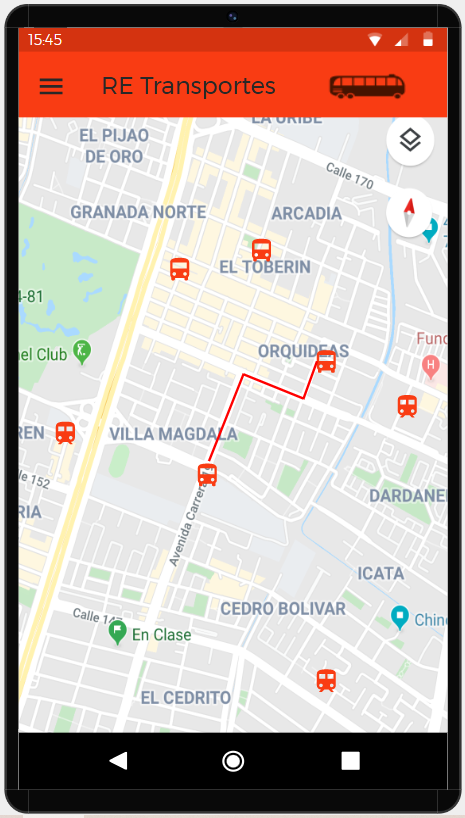 15:45
RE Transportes
LA URIBE
EL PIJAO
DE ORO
Calle 170
GRANADA NORTE
ARCADIA
EL TOBERIN
4-81
ORQUIDEAS
el Club
Fund
H
REN
VILLA MAGDALA
lle 152
DARDANE
RIA
Avenida Carrera
ICATA
CEDRO BOLIVAR
Calle 14
En Clase
Chin
EL CEDRITO